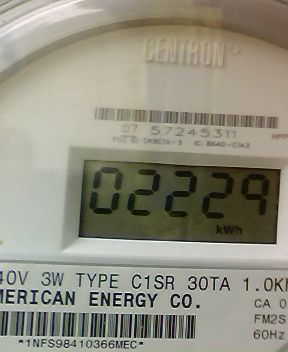 CENTRON®
07 57245311
02229
kWh
40V 3W TYPE C1SR 30TA 1.0Kh
MERICAN ENERGY CO.
CA 0
FM2S
60Hz
*1NFS98410366MEC*